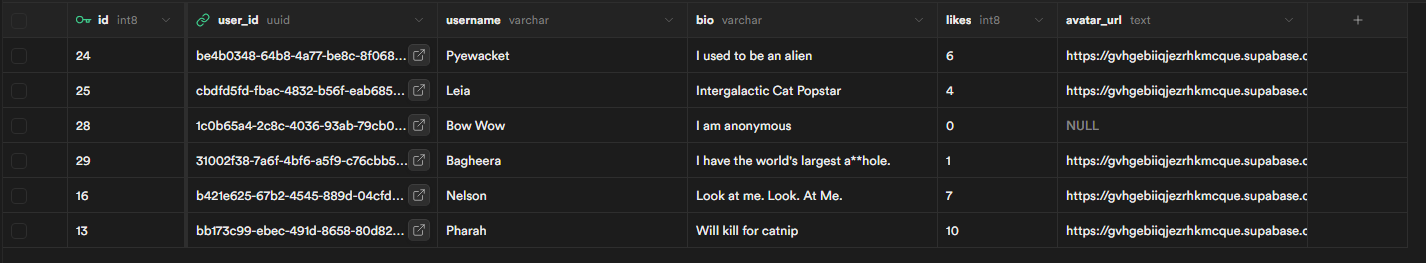 id int8 user_id uuid username varchar bio varchar likes int8 avatar_url text +
24 be4b0348-64b8-4a77-be8c-8f068... Pyewacket I used to be an alien 6 https://gvhgebiiqjezrhkmcque.supabase.c
25 cbdfd5fd-fbac-4832-b56f-eab685... Leia Intergalactic Cat Popstar 4 https://gvhgebiiqjezrhkmcque.supabase.c
28 1c0b65a4-2c8c-4036-93ab-79cb0... Bow Wow I am anonymous 0 NULL
29 31002f38-7a6f-4bf6-a5f9-c76cbb5... Bagheera I have the world's largest a**hole. 1 https://gvhgebiiqjezrhkmcque.supabase.c
16 b421e625-67b2-4545-889d-04cfd... Nelson Look at me. Look. At Me. 7 https://gvhgebiiqjezrhkmcque.supabase.c
13 bb173c99-ebec-491d-8658-80d82... Pharah Will kill for catnip 10 https://gvhgebiiqjezrhkmcque.supabase.c